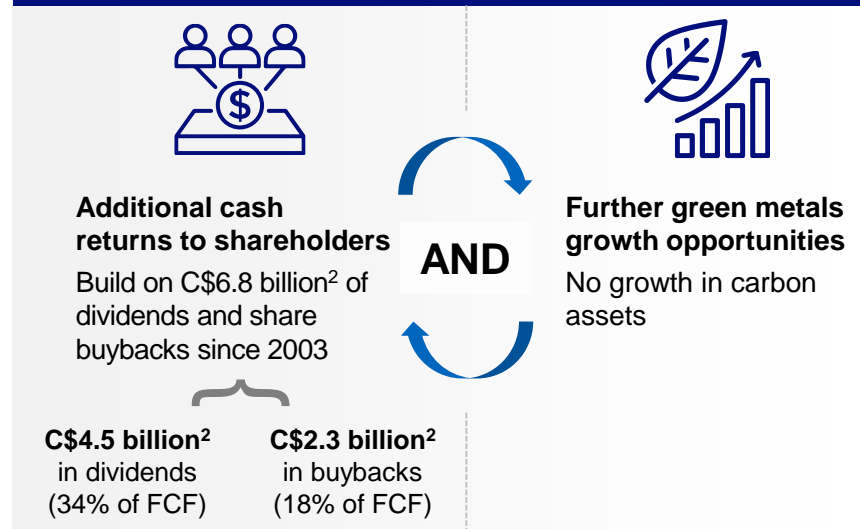 $
Additional cash
returns to shareholders
Build on C$6.8 billion² of
dividends and share
buybacks since 2003
C$4.5 billion²
in dividends
(34% of FCF)
C$2.3 billion²
in buybacks
(18% of FCF)
AND
Further green metals
growth opportunities
No growth in carbon
assets